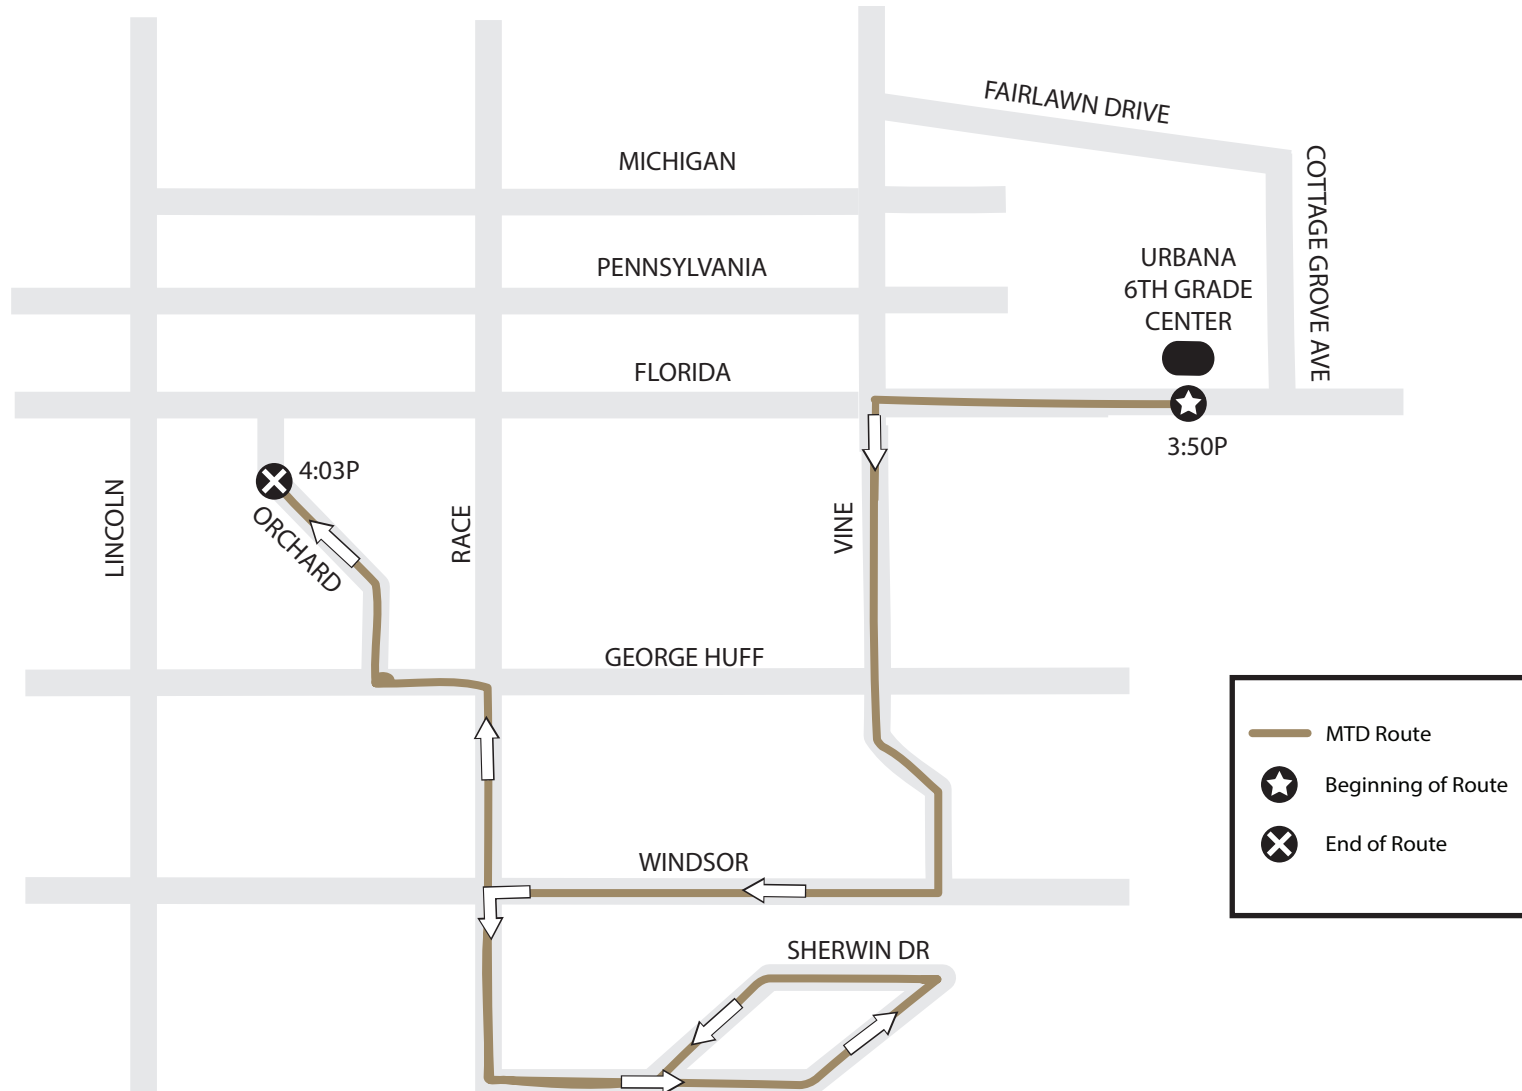 FAIRLAWN DRIVE
MICHIGAN
COTTAGE GROVE AVE
PENNSYLVANIA
URBANA
6TH GRADE
CENTER
FLORIDA
3:50P
4:03P
LINCOLN
ORCHARD
RACE
VINE
GEORGE HUFF
MTD Route
Beginning of Route
End of Route
WINDSOR
SHERWIN DR